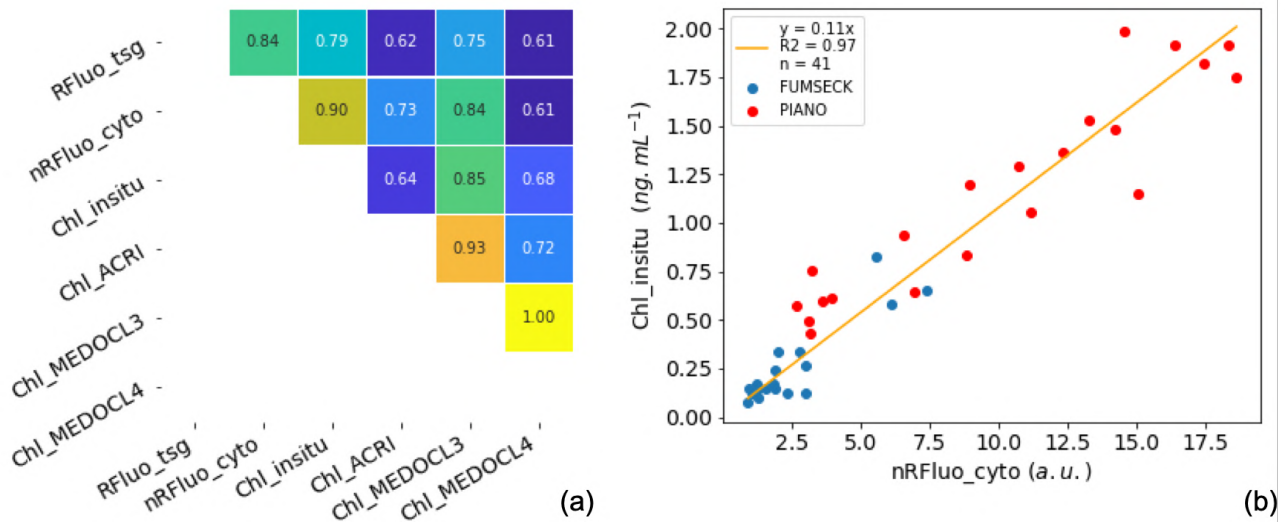 RFluo_tsg
nRFluo_cyto
Chl_insitu
Chl_ACRI
Chl_MEDOCL3
Chl_MEDOCL4
0.84 0.79 0.62 0.75 0.61
0.90 0.73 0.84 0.61
0.64 0.85 0.68
0.93 0.72
1.00
RFluo_tsg
nRFluo_cyto
Chl_insitu
Chl_ACRI
Chl_MEDOCL3
Chl_MEDOCL4
(a)
Chl_insitu (ng.mL⁻¹)
2.00
1.75
1.50
1.25
1.00
0.75
0.50
0.25
0.00
y = 0.11x
R2 = 0.97
n = 41
FUMSECK
PIANO
2.5 5.0 7.5 10.0 12.5 15.0 17.5
nRFluo_cyto (a.u.)
(b)